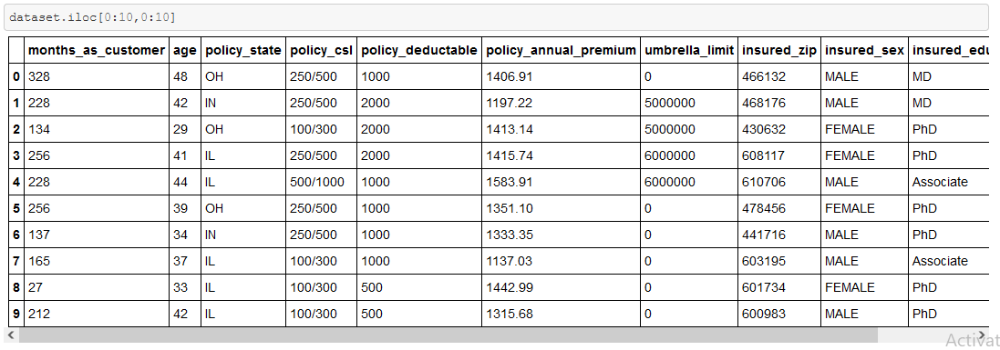 dataset.iloc[0:10,0:10]
months_as_customer age policy_state policy_csl policy_deductable policy_annual_premium umbrella_limit insured_zip insured_sex insured_edu
0 328 48 OH 250/500 1000 1406.91 0 466132 MALE MD
1 228 42 IN 250/500 2000 1197.22 5000000 468176 MALE MD
2 134 29 OH 100/300 2000 1413.14 5000000 430632 FEMALE PhD
3 256 41 IL 250/500 2000 1415.74 6000000 608117 FEMALE PhD
4 228 44 IL 500/1000 1000 1583.91 6000000 610706 MALE Associate
5 256 39 OH 250/500 1000 1351.10 0 478456 FEMALE PhD
6 137 34 IN 250/500 1000 1333.35 0 441716 MALE PhD
7 165 37 IL 100/300 1000 1137.03 0 603195 MALE Associate
8 27 33 IL 100/300 500 1442.99 0 601734 FEMALE PhD
9 212 42 IL 100/300 500 1315.68 0 600983 MALE PhD
Activat